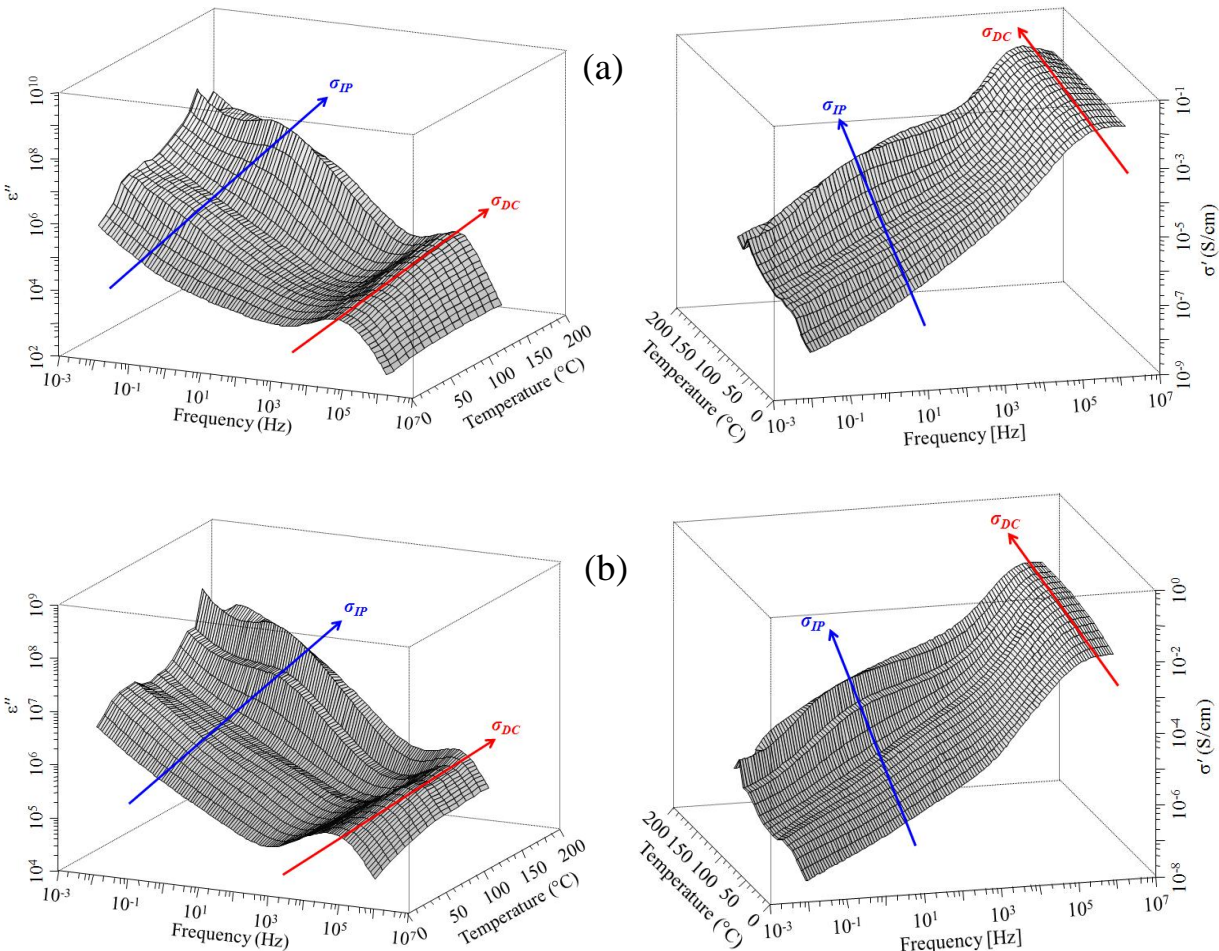 (a)
σIP
σDC
ε″
10^10
10^8
10^6
10^4
10^2
10^-3
10^-1
10^1
10^3
10^5
10^7
Frequency (Hz)
0
50
100
150
200
Temperature (°C)
σIP
σDC
10^-1
10^-3
10^-5
10^-7
10^-9
σ′ (S/cm)
200
150
100
50
0
Temperature (°C)
10^-3
10^-1
10^1
10^3
10^5
10^7
Frequency [Hz]
(b)
σIP
σDC
ε″
10^9
10^8
10^7
10^6
10^5
10^4
10^-3
10^-1
10^1
10^3
10^5
10^7
Frequency (Hz)
0
50
100
150
200
Temperature (°C)
σIP
σDC
10^0
10^-2
10^-4
10^-6
10^-8
σ′ (S/cm)
200
150
100
50
0
Temperature (°C)
10^-3
10^-1
10^1
10^3
10^5
10^7
Frequency [Hz]